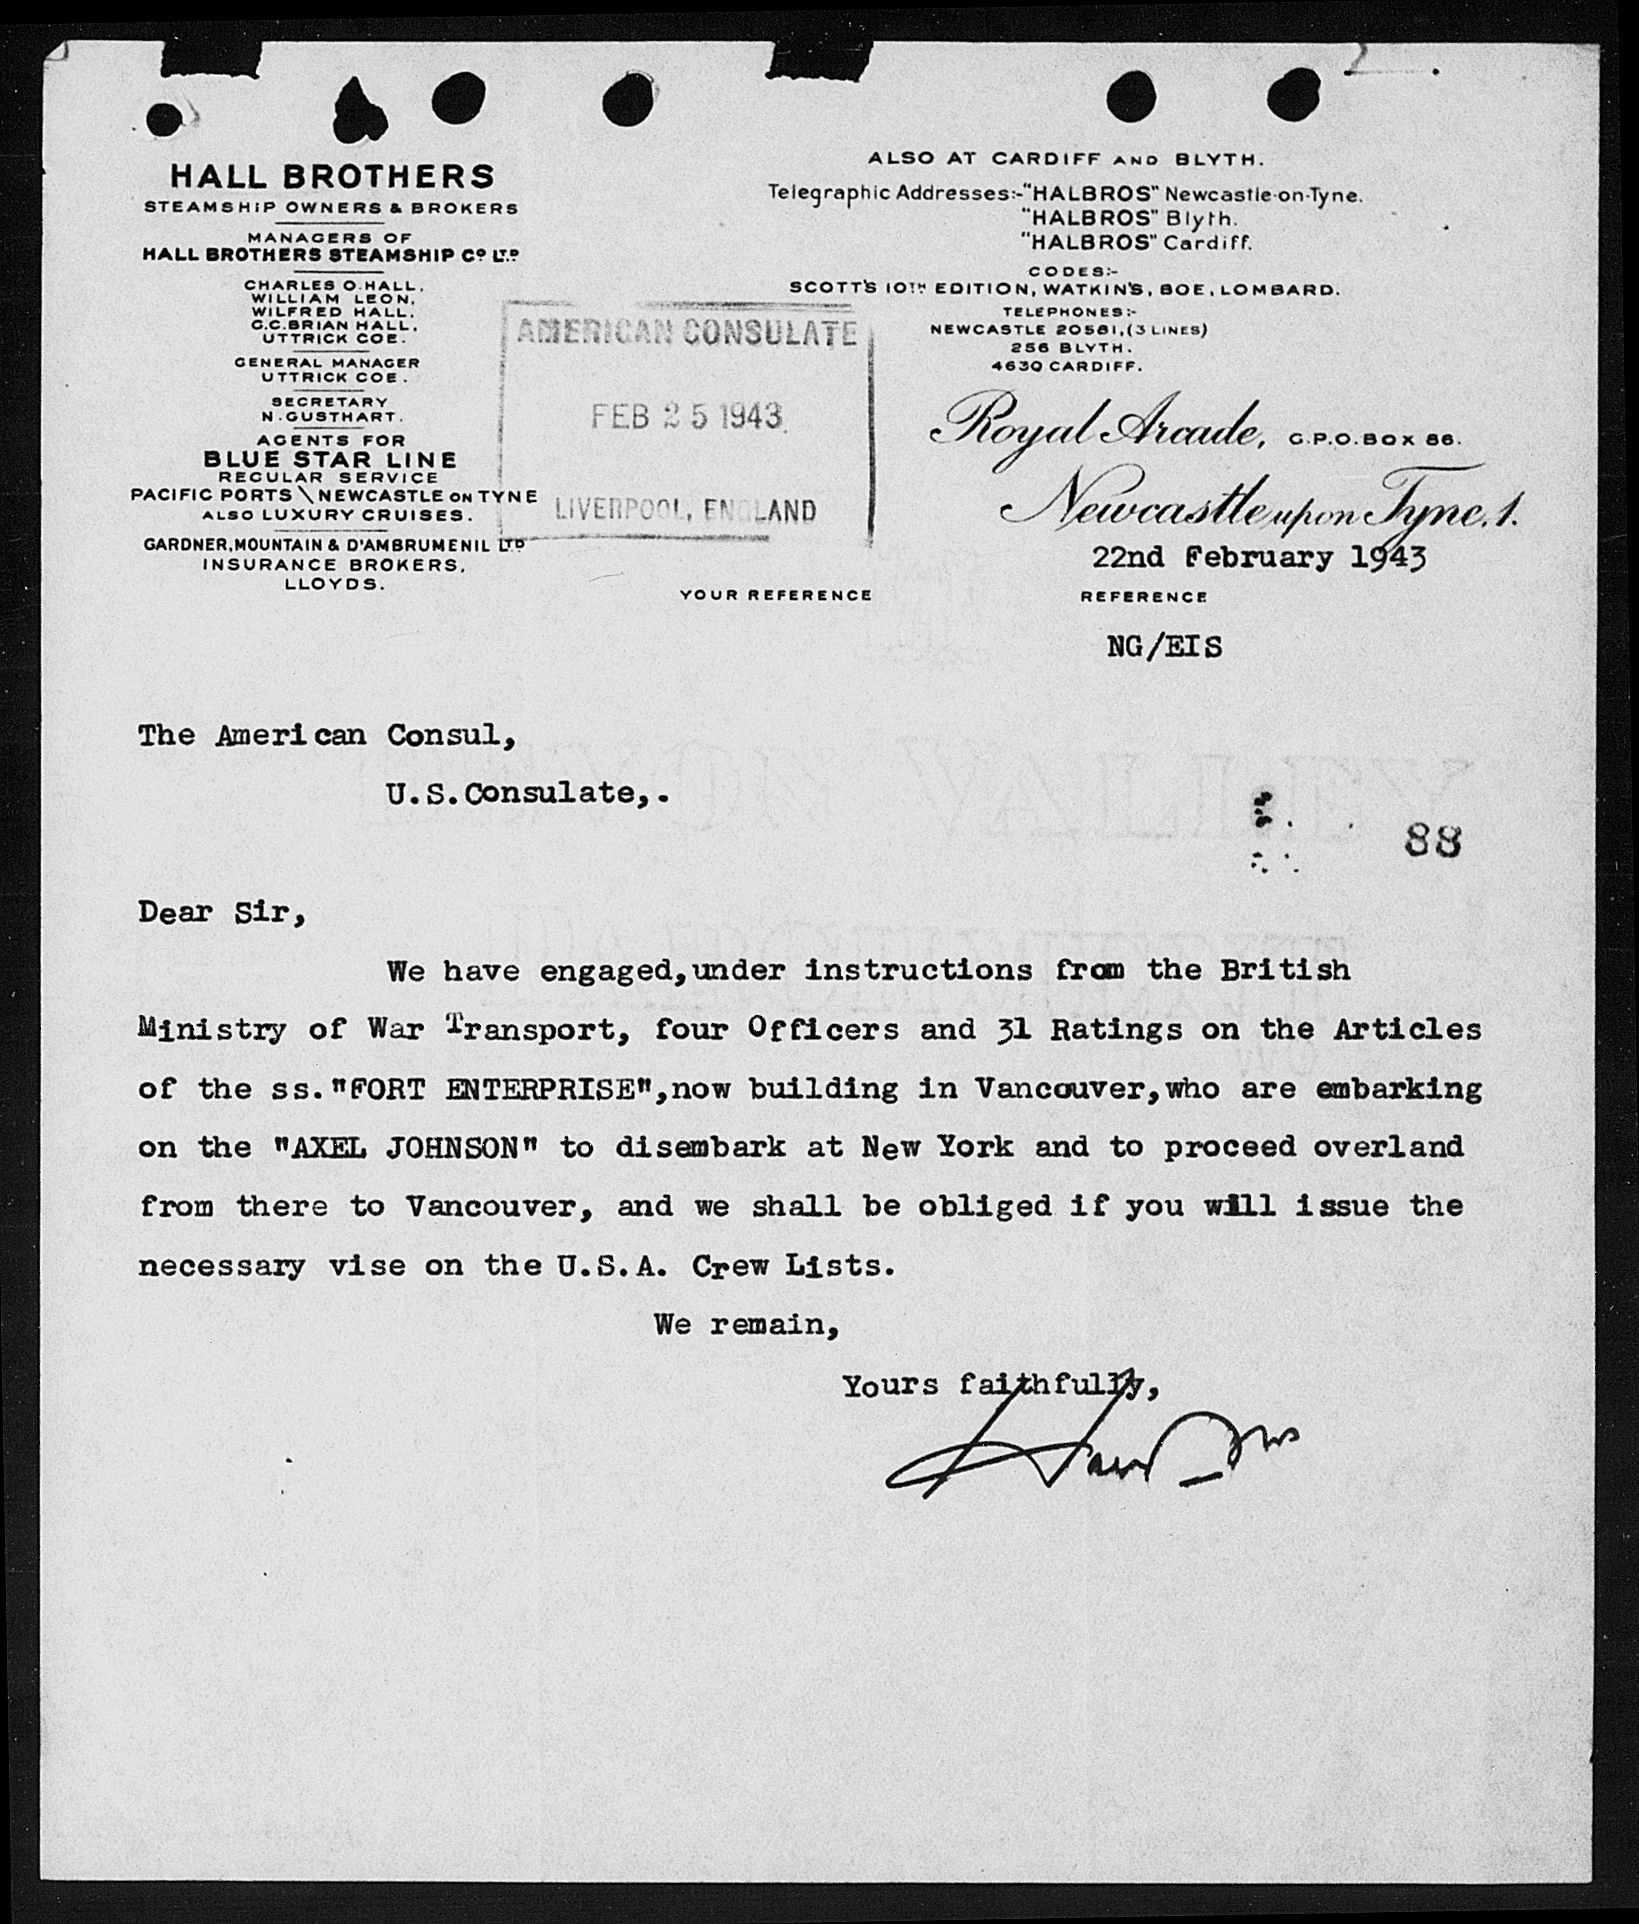 HALL BROTHERS
STEAMSHIP OWNERS & BROKERS
MANAGERS OF
HALL BROTHERS STEAMSHIP Cº LTD
CHARLES O. HALL.
WILLIAM LEON.
WILFRED HALL.
C.C. BRIAN HALL.
UTTRICK COE.
GENERAL MANAGER
UTTRICK COE.
SECRETARY
N. GUSTHART.
AGENTS FOR
BLUE STAR LINE
REGULAR SERVICE
PACIFIC PORTS \ NEWCASTLE ON TYNE
ALSO LUXURY CRUISES.
GARDNER, MOUNTAIN & D'AMBRUMENIL LTD
INSURANCE BROKERS,
LLOYDS.
AMERICAN CONSULATE
FEB 25 1943
LIVERPOOL, ENGLAND
ALSO AT CARDIFF AND BLYTH.
Telegraphic Addresses:-"HALBROS" Newcastle-on-Tyne.
"HALBROS" Blyth.
"HALBROS" Cardiff.
CODES:-
SCOTT'S 10TH EDITION, WATKIN'S, BOE, LOMBARD.
TELEPHONES:-
NEWCASTLE 20581, (3 LINES)
256 BLYTH.
4630 CARDIFF.
Royal Arcade, G.P.O. BOX 86.
Newcastle upon Tyne, 1.
22nd February 1943
YOUR REFERENCE
REFERENCE
NG/EIS
The American Consul,
U.S.Consulate,.
88
Dear Sir,
We have engaged,under instructions from the British
Ministry of War Transport, four Officers and 31 Ratings on the Articles
of the ss."FORT ENTERPRISE",now building in Vancouver,who are embarking
on the "AXEL JOHNSON" to disembark at New York and to proceed overland
from there to Vancouver, and we shall be obliged if you will issue the
necessary vise on the U.S.A. Crew Lists.
We remain,
Yours faithfully,